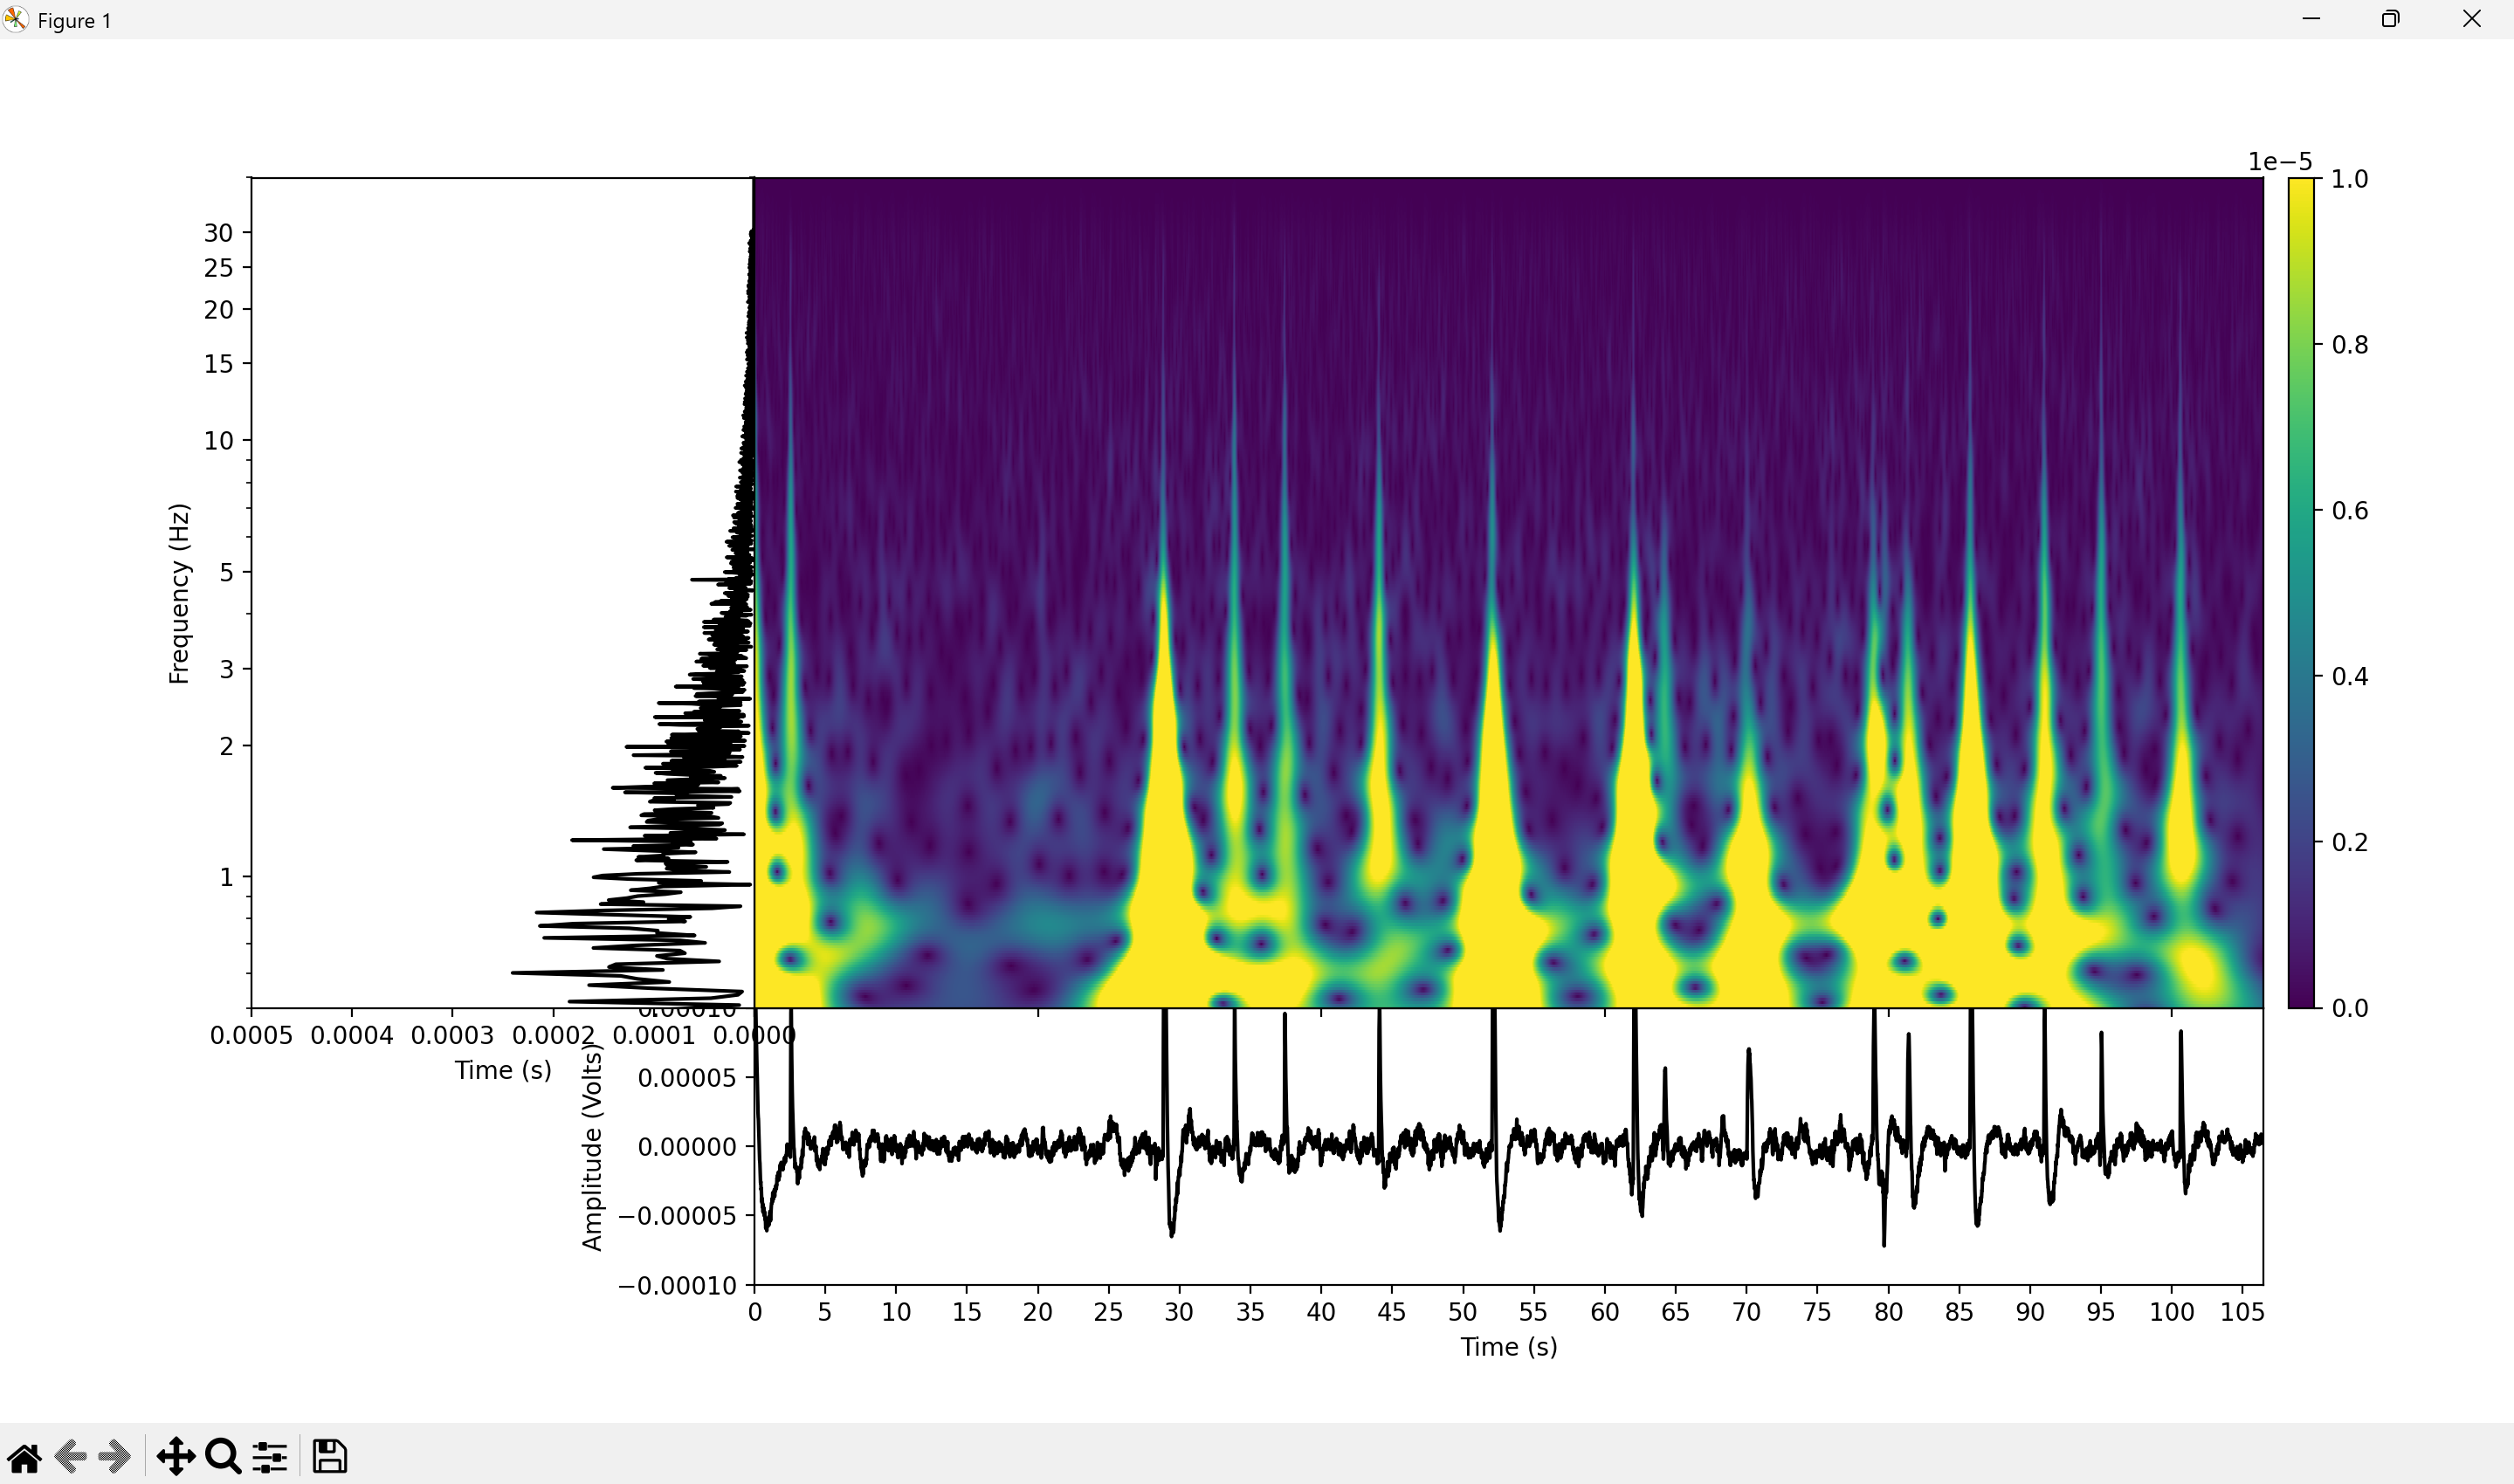 Figure 1
1e−5
1.0
0.8
0.6
0.4
0.2
0.0
30
25
20
15
10
5
3
2
1
Frequency (Hz)
0.0005 0.0004 0.0003 0.0002 0.0001 0.0000
Time (s)
0.00010
0.00005
0.00000
−0.00005
−0.00010
Amplitude (Volts)
0 5 10 15 20 25 30 35 40 45 50 55 60 65 70 75 80 85 90 95 100 105
Time (s)